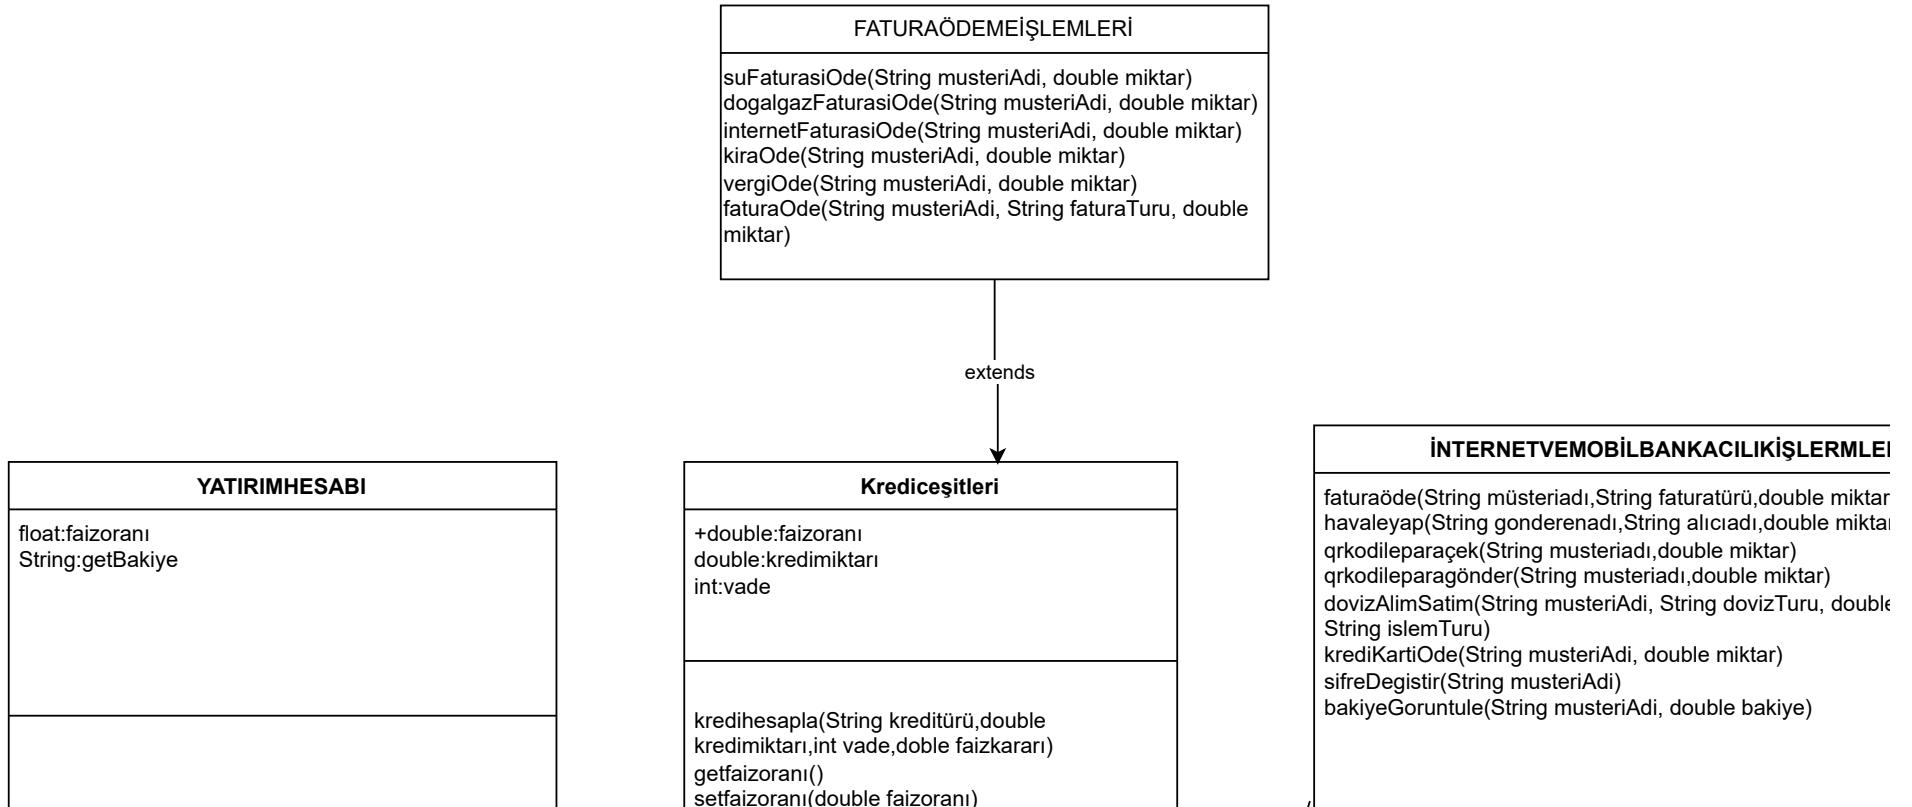 FATURAÖDEMEİŞLEMLERİ
suFaturasiOde(String musteriAdi, double miktar)
dogalgazFaturasiOde(String musteriAdi, double miktar)
internetFaturasiOde(String musteriAdi, double miktar)
kiraOde(String musteriAdi, double miktar)
vergiOde(String musteriAdi, double miktar)
faturaOde(String musteriAdi, String faturaTuru, double
miktar)
extends
YATIRIMHESABI
float:faizoranı
String:getBakiye
Krediceşitleri
+double:faizoranı
double:kredimiktarı
int:vade
kredihesapla(String kreditürü,double
kredimiktarı,int vade,doble faizkararı)
getfaizoranı()
setfaizoranı(double faizoranı)
İNTERNETVEMOBİLBANKACILIKİŞLERMLE
faturaöde(String müsteriadı,String faturatürü,double miktar
havaleyap(String gonderenadı,String alıcıadı,double mikta
qrkodileparaçek(String musteriadı,double miktar)
qrkodileparagönder(String musteriadı,double miktar)
dovizAlimSatim(String musteriAdi, String dovizTuru, double
String islemTuru)
krediKartiOde(String musteriAdi, double miktar)
sifreDegistir(String musteriAdi)
bakiyeGoruntule(String musteriAdi, double bakiye)